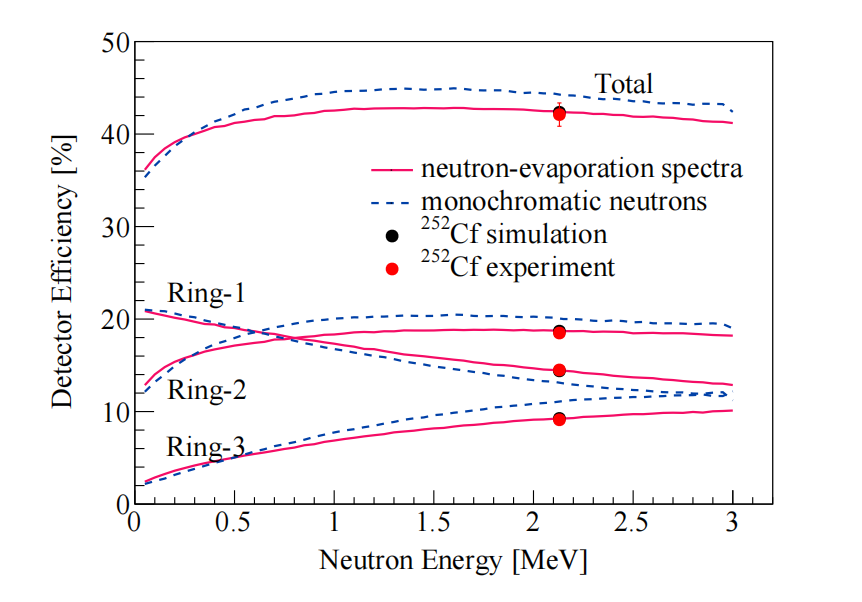 50
40
30
20
10
0
Detector Efficiency [%]
Total
neutron-evaporation spectra
monochromatic neutrons
252Cf simulation
252Cf experiment
Ring-1
Ring-2
Ring-3
0 0.5 1 1.5 2 2.5 3
Neutron Energy [MeV]